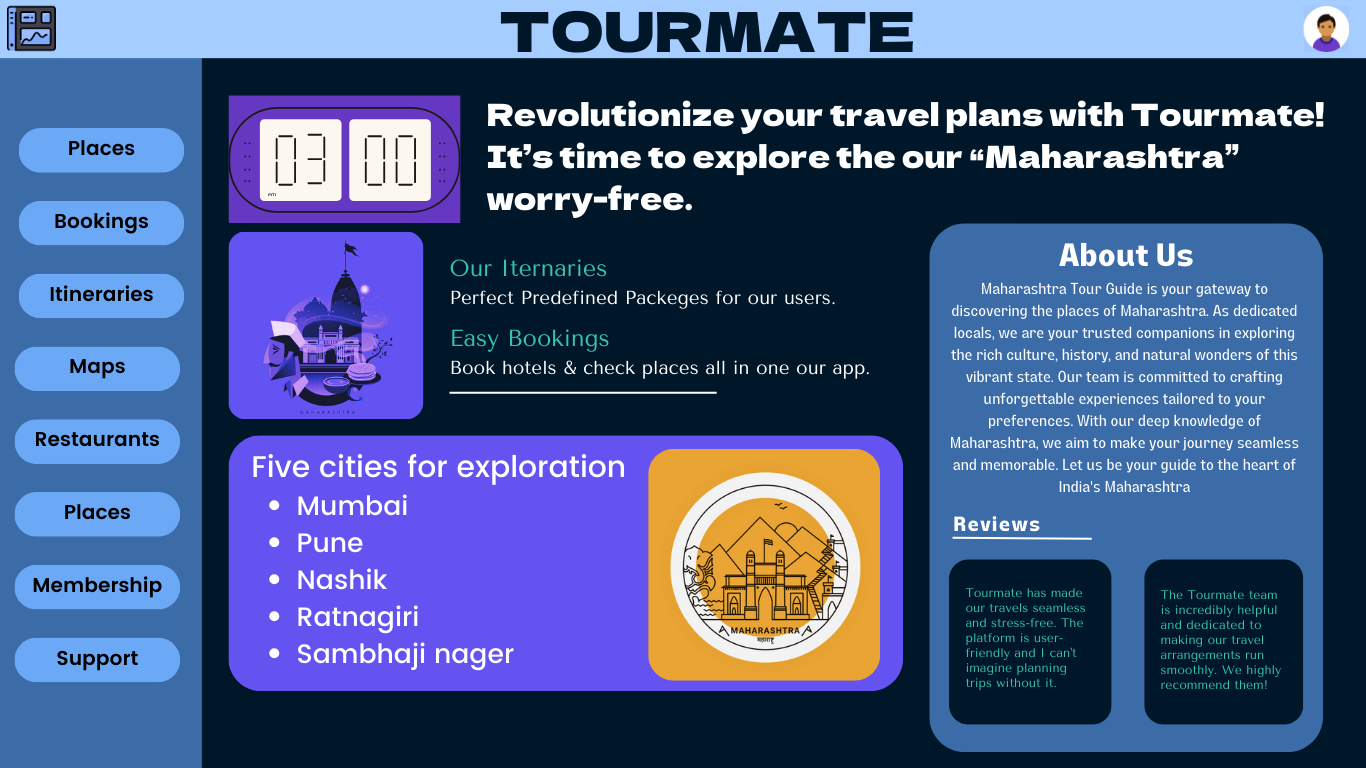 TOURMATE
Places
Bookings
Itineraries
Maps
Restaurants
Places
Membership
Support
03 00
Revolutionize your travel plans with Tourmate!
It’s time to explore the our “Maharashtra”
worry-free.
MAHARASHTRA
Our Iternaries
Perfect Predefined Packeges for our users.
Easy Bookings
Book hotels & check places all in one our app.
Five cities for exploration
• Mumbai
• Pune
• Nashik
• Ratnagiri
• Sambhaji nager
MAHARASHTRA
महाराष्ट्र
About Us
Maharashtra Tour Guide is your gateway to
discovering the places of Maharashtra. As dedicated
locals, we are your trusted companions in exploring
the rich culture, history, and natural wonders of this
vibrant state. Our team is committed to crafting
unforgettable experiences tailored to your
preferences. With our deep knowledge of
Maharashtra, we aim to make your journey seamless
and memorable. Let us be your guide to the heart of
India's Maharashtra
Reviews
Tourmate has made
our travels seamless
and stress-free. The
platform is user-
friendly and I can't
imagine planning
trips without it.
The Tourmate team
is incredibly helpful
and dedicated to
making our travel
arrangements run
smoothly. We highly
recommend them!